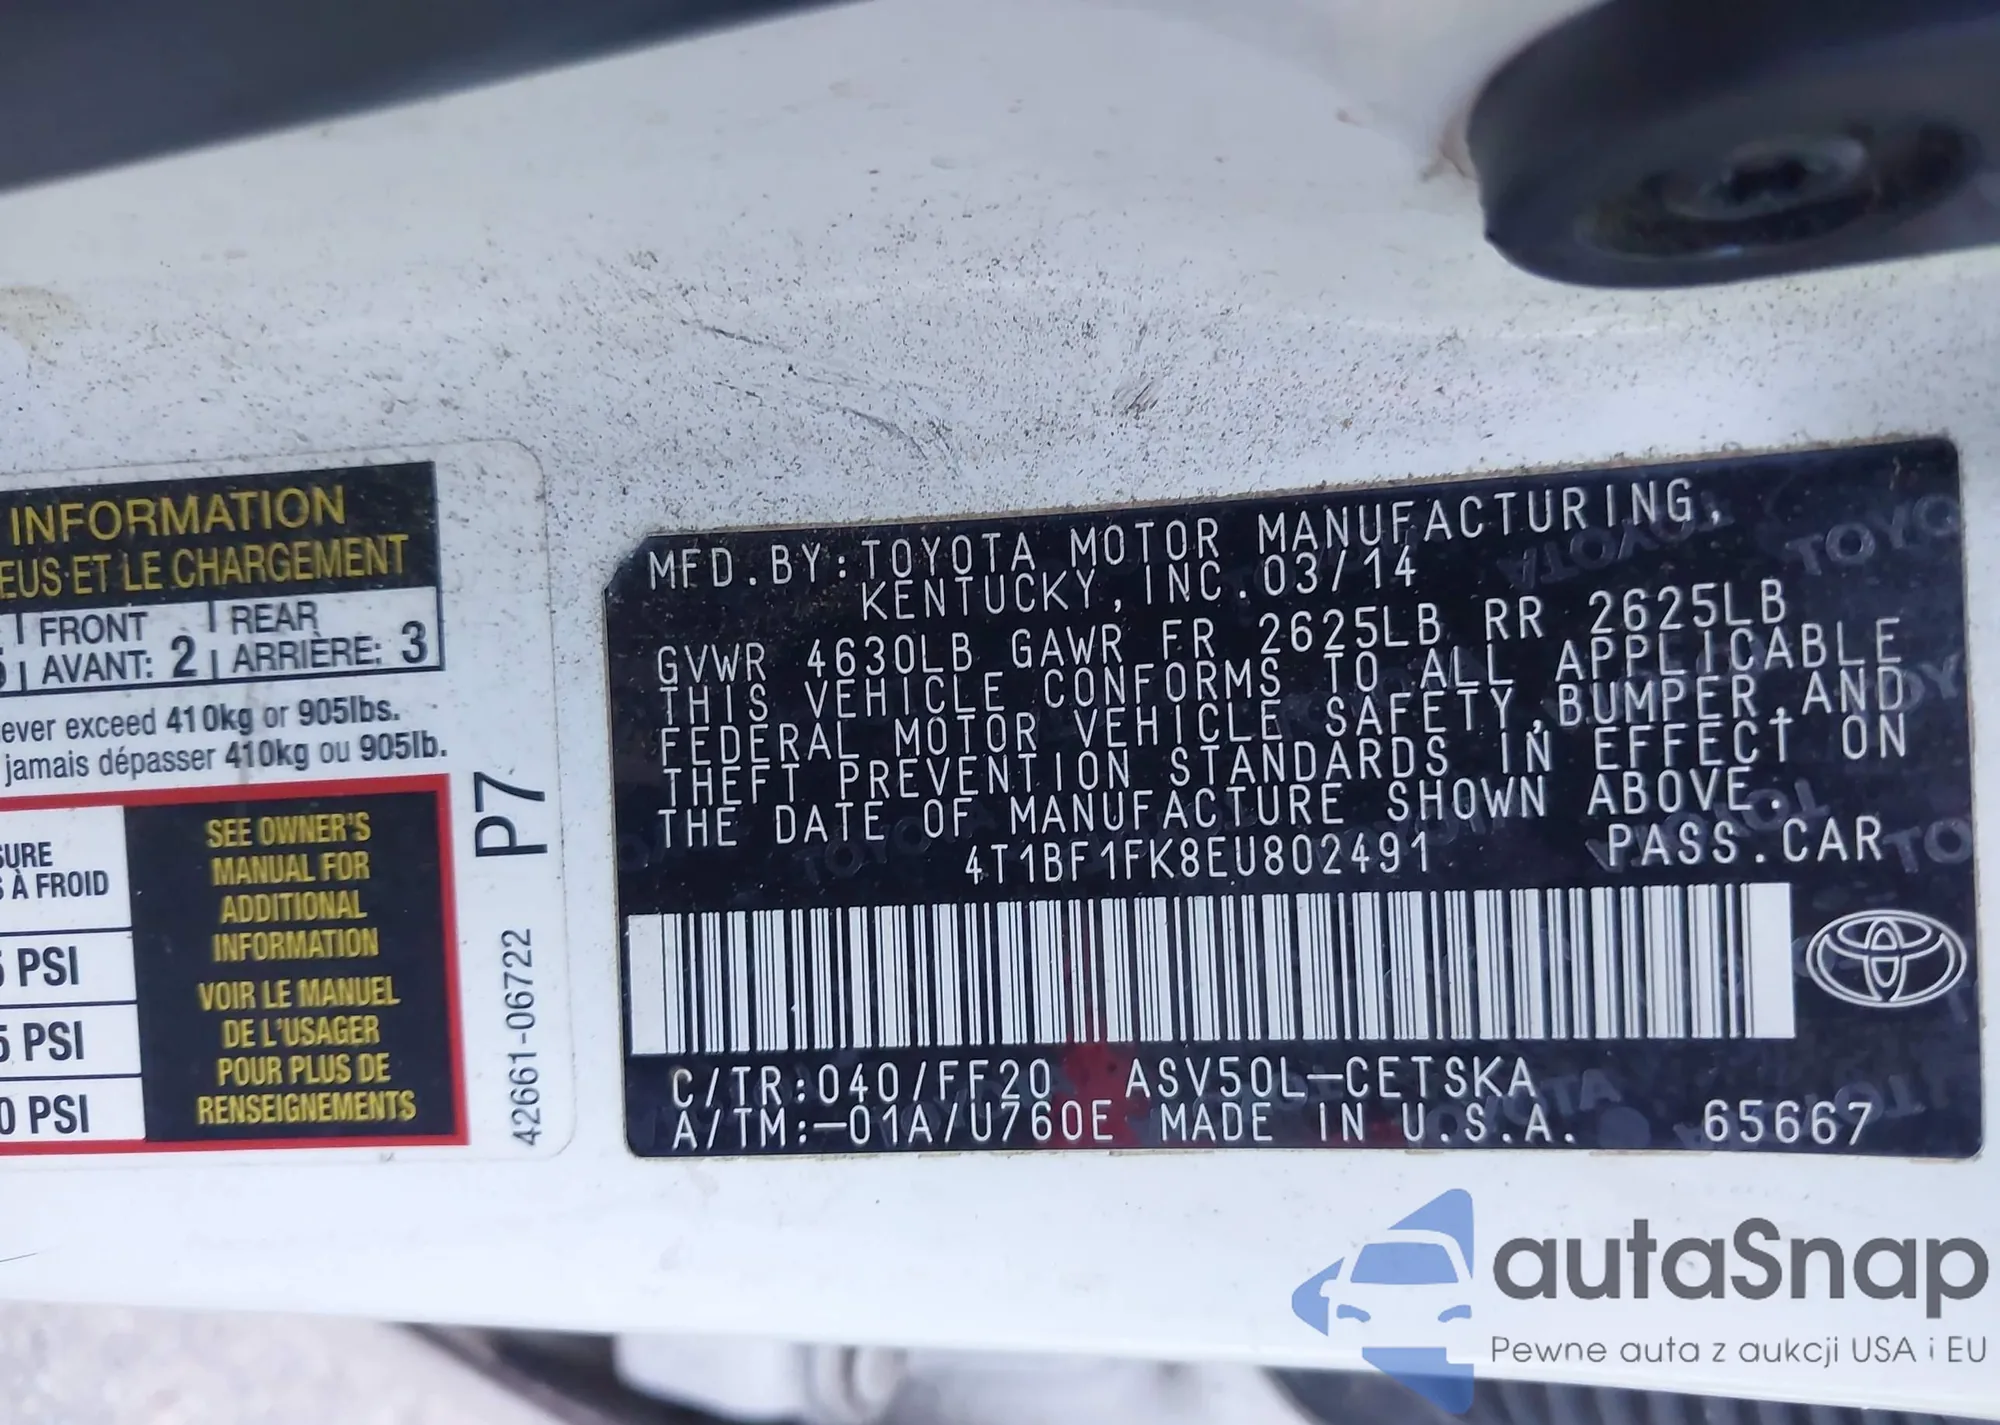 INFORMATION
EUS ET LE CHARGEMENT
FRONT
AVANT: 2
REAR
ARRIÈRE: 3
ever exceed 410kg or 905lbs.
jamais dépasser 410kg ou 905lb.
SURE
À FROID
PSI
5 PSI
0 PSI
SEE OWNER'S
MANUAL FOR
ADDITIONAL
INFORMATION
VOIR LE MANUEL
DE L'USAGER
POUR PLUS DE
RENSEIGNEMENTS
P7
42661-06722
MFD.BY:TOYOTA MOTOR MANUFACTURING,
KENTUCKY,INC.03/14
GVWR 4630LB GAWR FR 2625LB RR 2625LB
THIS VEHICLE CONFORMS TO ALL APPLICABLE
FEDERAL MOTOR VEHICLE SAFETY,BUMPER,AND
THEFT PREVENTION STANDARDS IN EFFECT ON
THE DATE OF MANUFACTURE SHOWN ABOVE.
4T1BF1FK8EU802491 PASS.CAR
C/TR:040/FF20 ASV50L-CETSKA
A/TM:-01A/U760E MADE IN U.S.A. 65667
autaSnap
Pewne auta z aukcji USA i EU